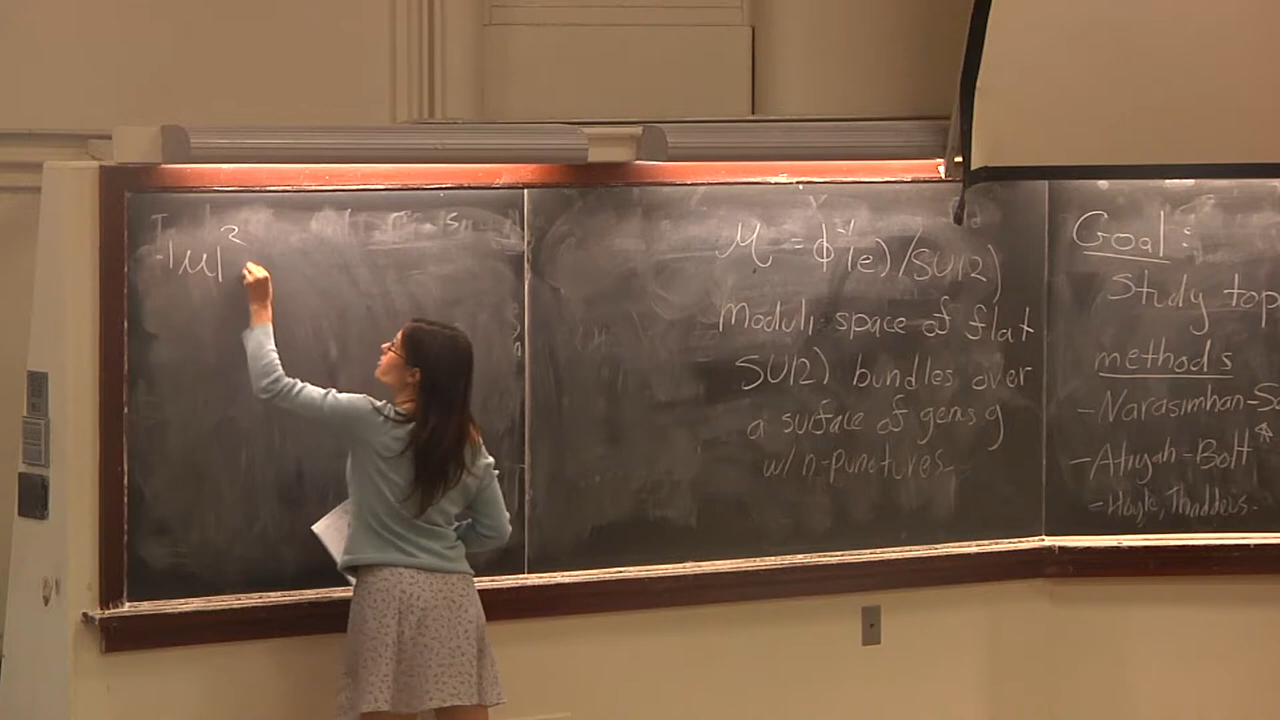 |μ|²
M = ϕ⁻¹(e)/SU(2)
moduli space of flat
SU(2) bundles over
a surface of genus g
w/ n-punctures
Goal:
Study top
methods
- Narasimhan-S
- Atiyah-Bott
- Thaddeus.